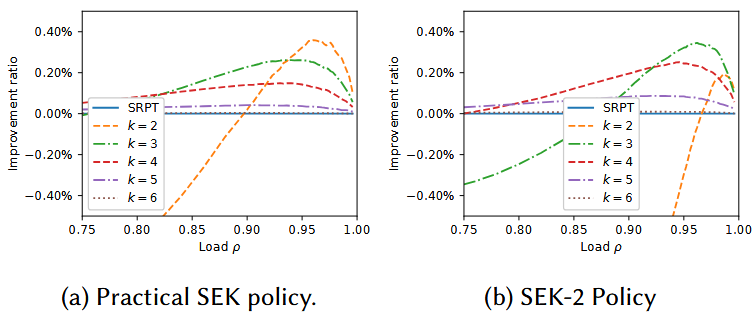 0.40%
0.20%
0.00%
−0.20%
−0.40%
Improvement ratio
SRPT
k = 2
k = 3
k = 4
k = 5
k = 6
0.75 0.80 0.85 0.90 0.95 1.00
Load ρ
(a) Practical SEK policy.
0.40%
0.20%
0.00%
−0.20%
−0.40%
Improvement ratio
SRPT
k = 2
k = 3
k = 4
k = 5
k = 6
0.75 0.80 0.85 0.90 0.95 1.00
Load ρ
(b) SEK-2 Policy